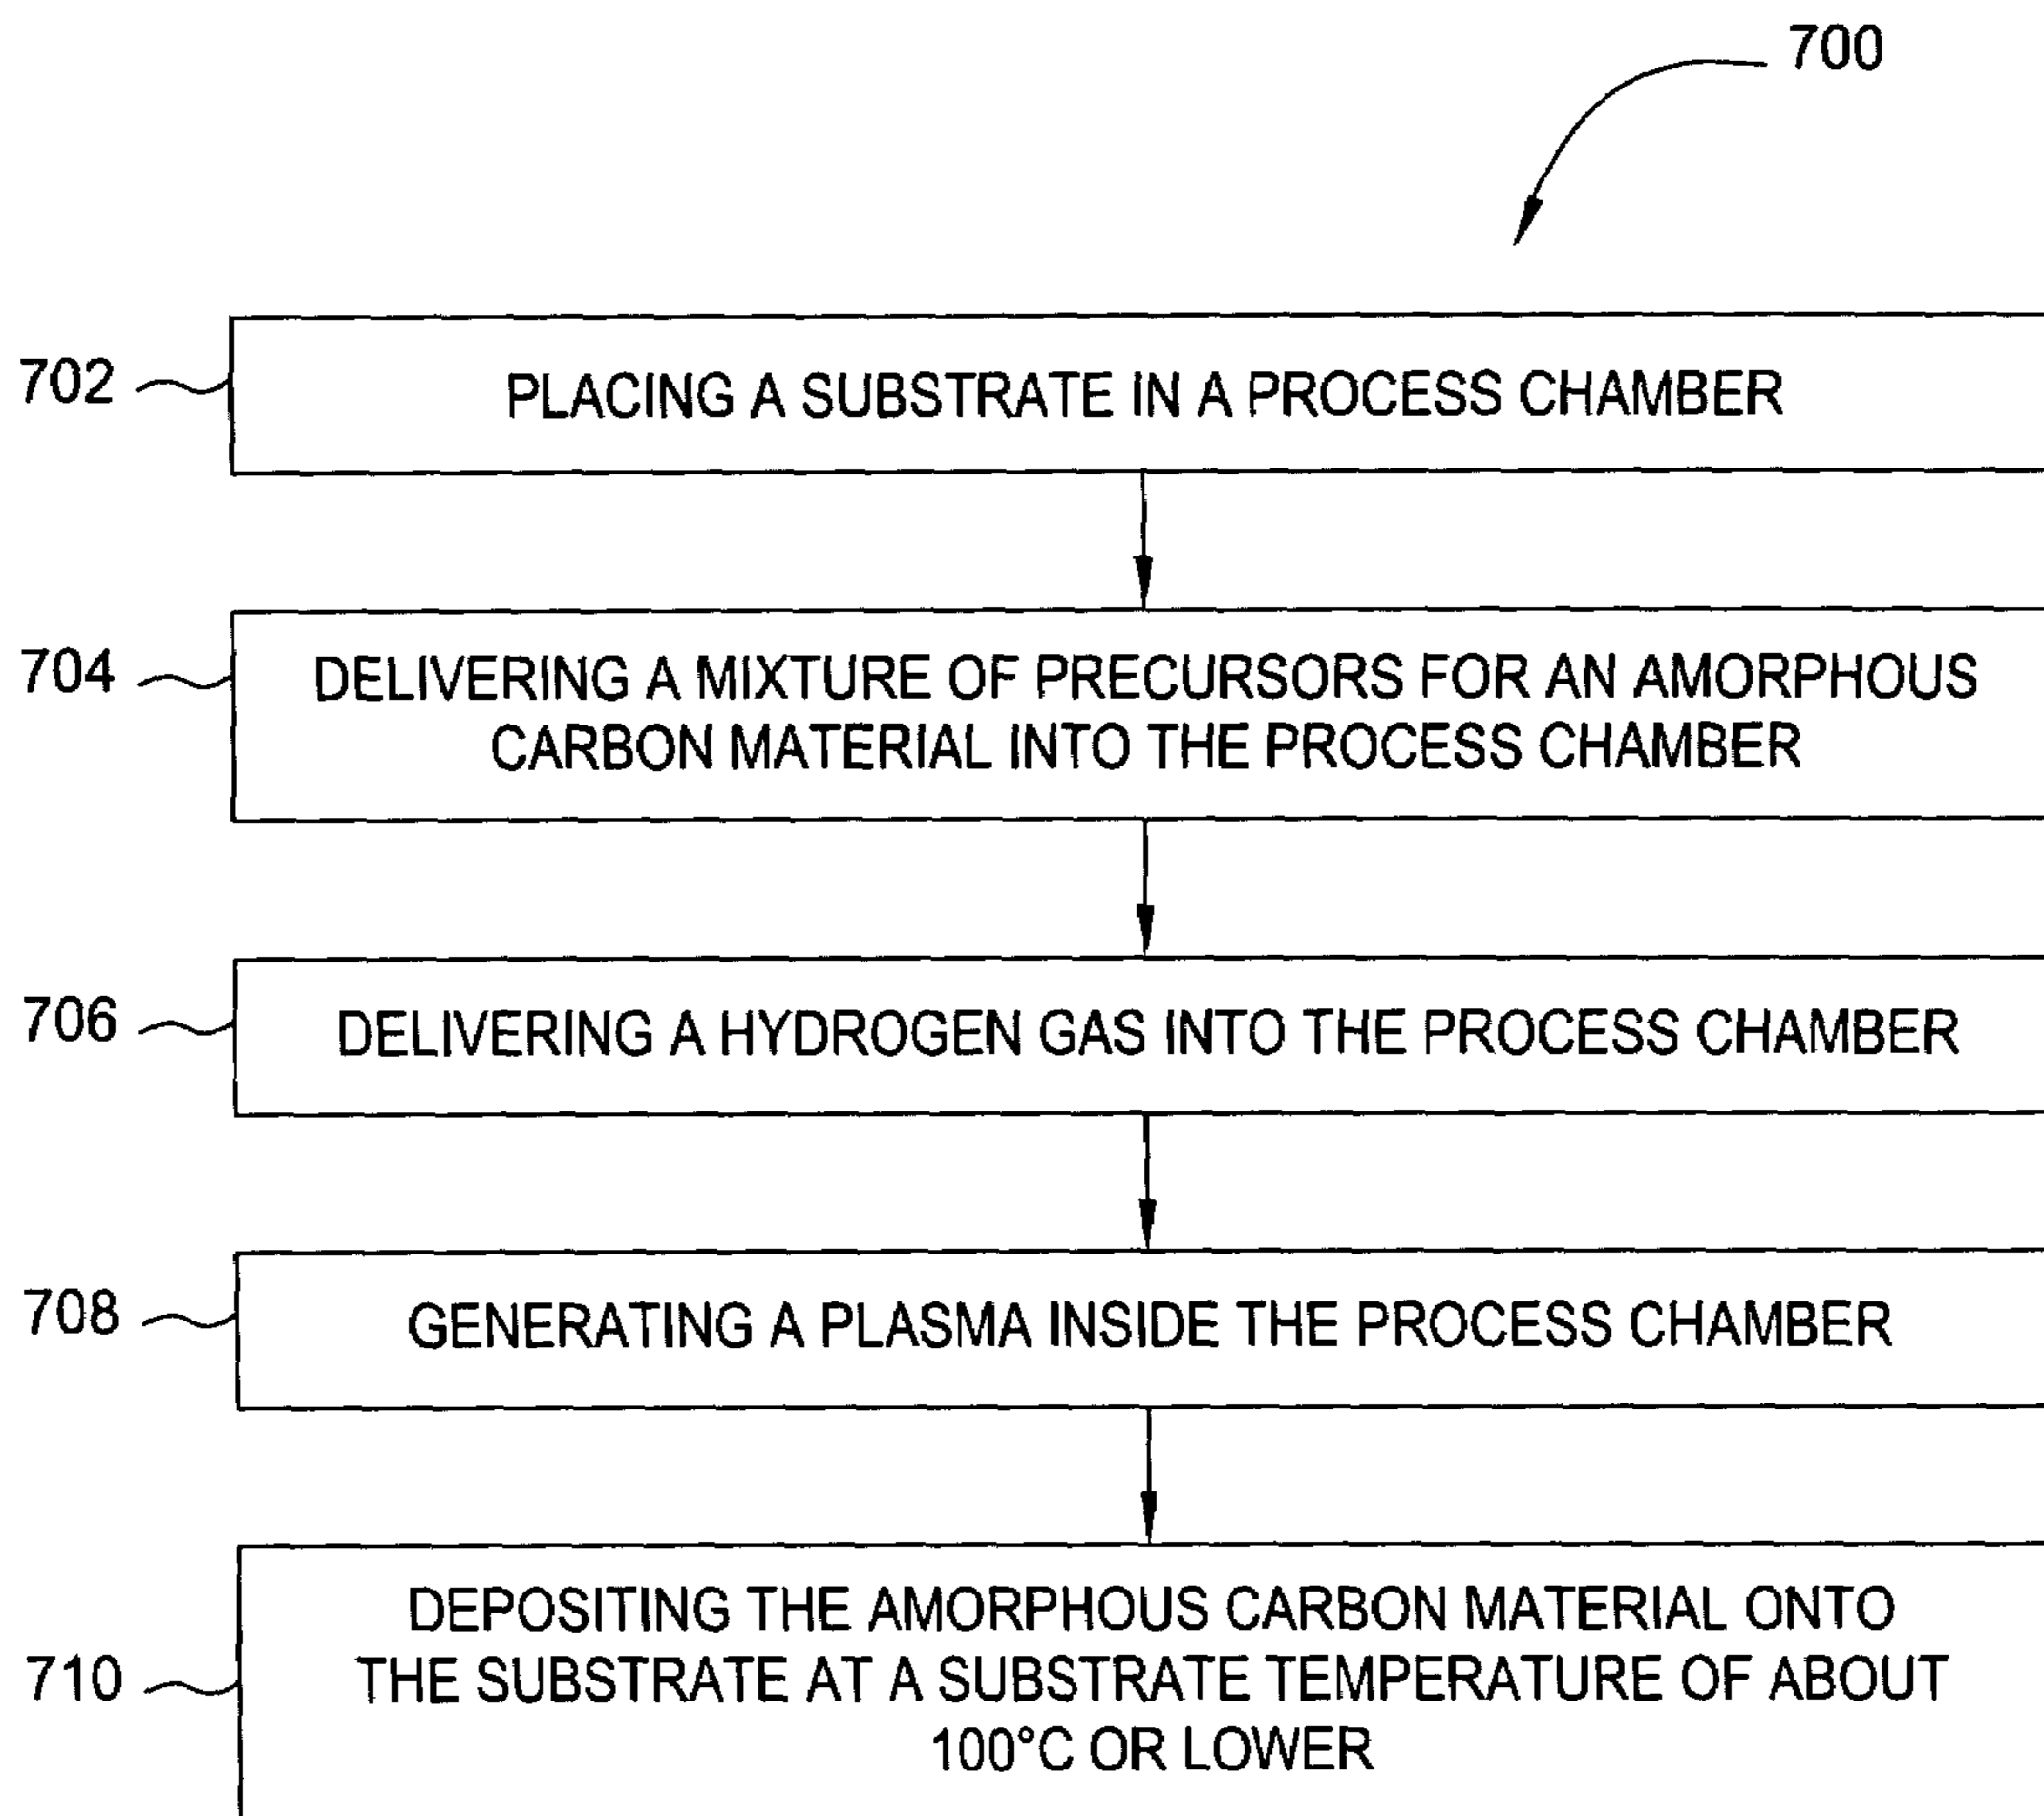 700
702
PLACING A SUBSTRATE IN A PROCESS CHAMBER
704
DELIVERING A MIXTURE OF PRECURSORS FOR AN AMORPHOUS
CARBON MATERIAL INTO THE PROCESS CHAMBER
706
DELIVERING A HYDROGEN GAS INTO THE PROCESS CHAMBER
708
GENERATING A PLASMA INSIDE THE PROCESS CHAMBER
710
DEPOSITING THE AMORPHOUS CARBON MATERIAL ONTO
THE SUBSTRATE AT A SUBSTRATE TEMPERATURE OF ABOUT
100°C OR LOWER